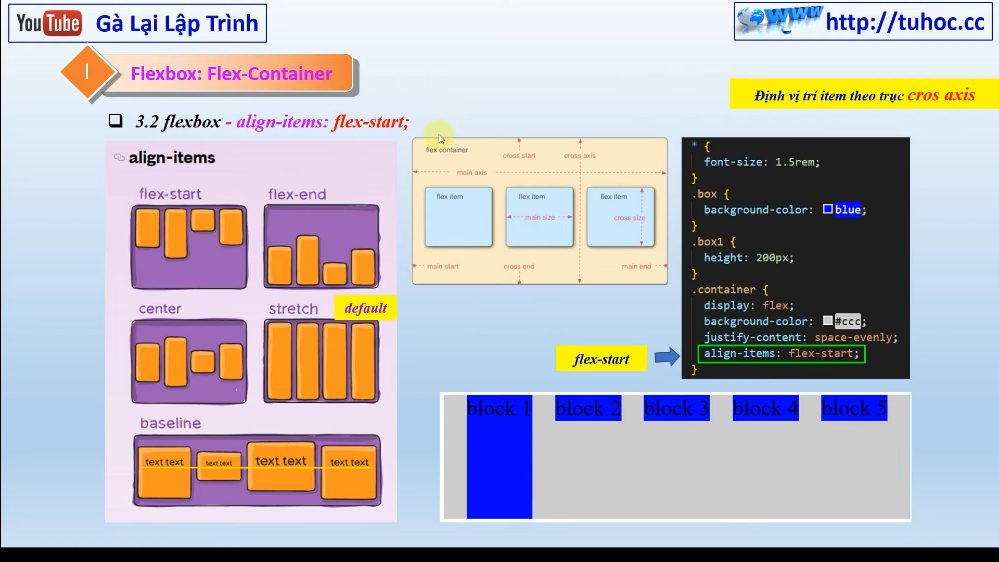 YouTube Gà Lại Lập Trình
WWW http://tuhoc.cc
I Flexbox: Flex-Container
Định vị trí item theo trục cros axis
3.2 flexbox - align-items: flex-start;
align-items
flex-start
flex-end
center
stretch
default
baseline
text text
text text
text text
text text
flex container
cross start
cross axis
main axis
flex item
flex item
flex item
main size
cross size
main start
cross end
main end
* {
font-size: 1.5rem;
}
.box {
background-color: blue;
}
.box1 {
height: 200px;
}
.container {
display: flex;
background-color: #ccc;
justify-content: space-evenly;
align-items: flex-start;
}
flex-start
block 1 block 2 block 3 block 4 block 5